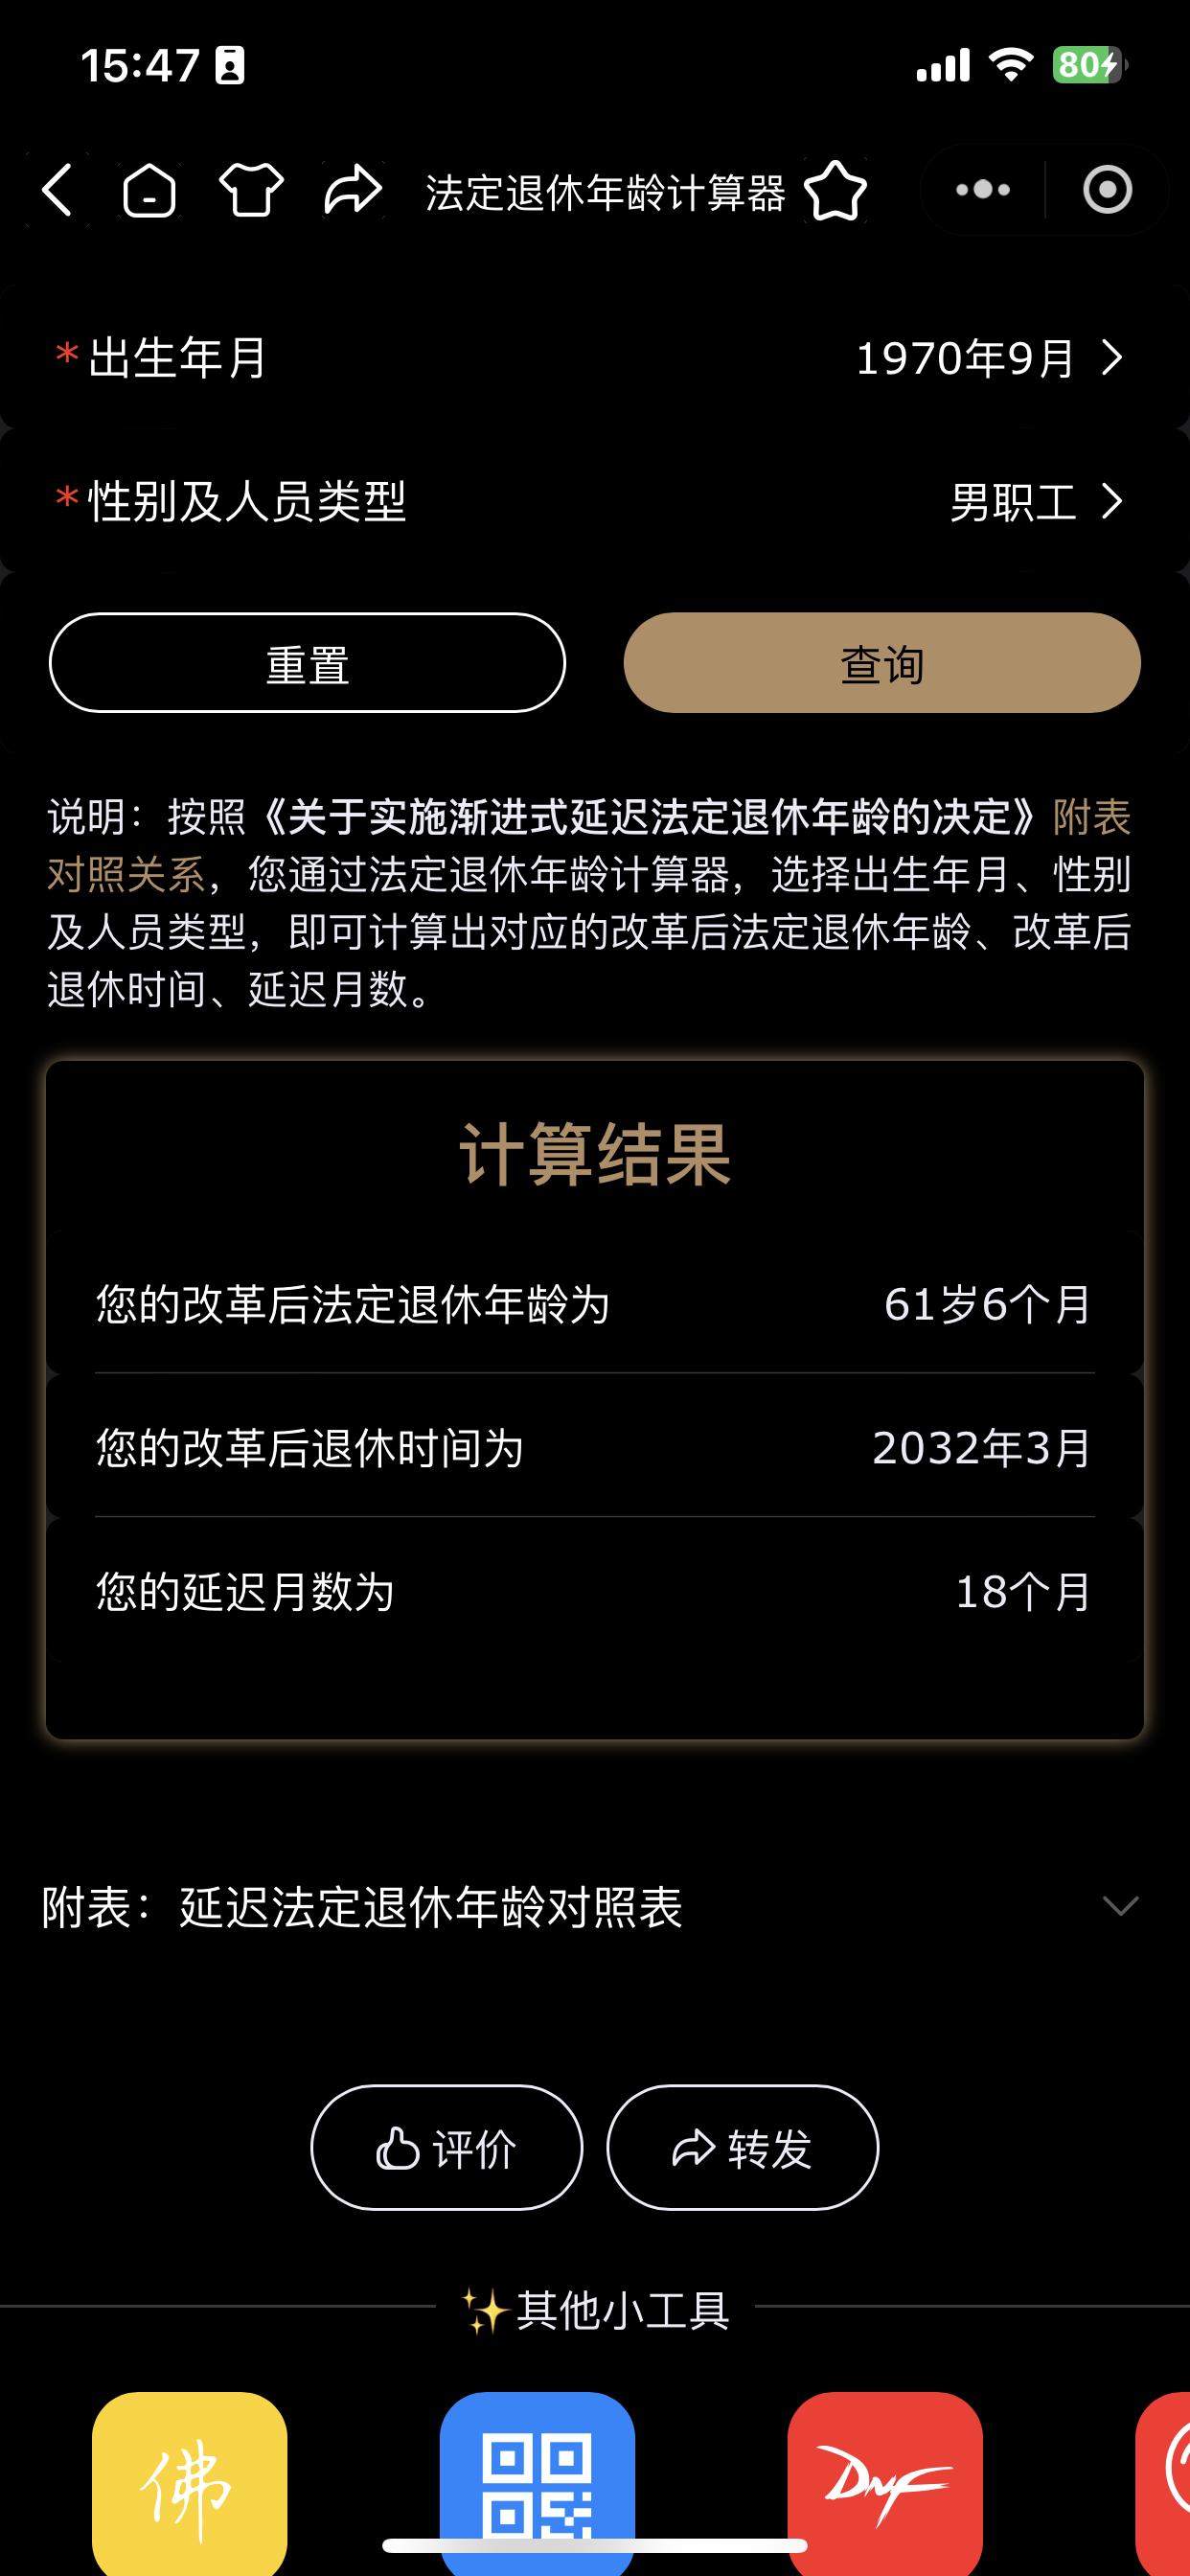 15:47
80
法定退休年龄计算器
*出生年月 1970年9月
*性别及人员类型 男职工
重置 查询
说明：按照《关于实施渐进式延迟法定退休年龄的决定》附表
对照关系，您通过法定退休年龄计算器，选择出生年月、性别
及人员类型，即可计算出对应的改革后法定退休年龄、改革后
退休时间、延迟月数。
计算结果
您的改革后法定退休年龄为 61岁6个月
您的改革后退休时间为 2032年3月
您的延迟月数为 18个月
附表：延迟法定退休年龄对照表
评价 转发
✨其他小工具
佛 DNF